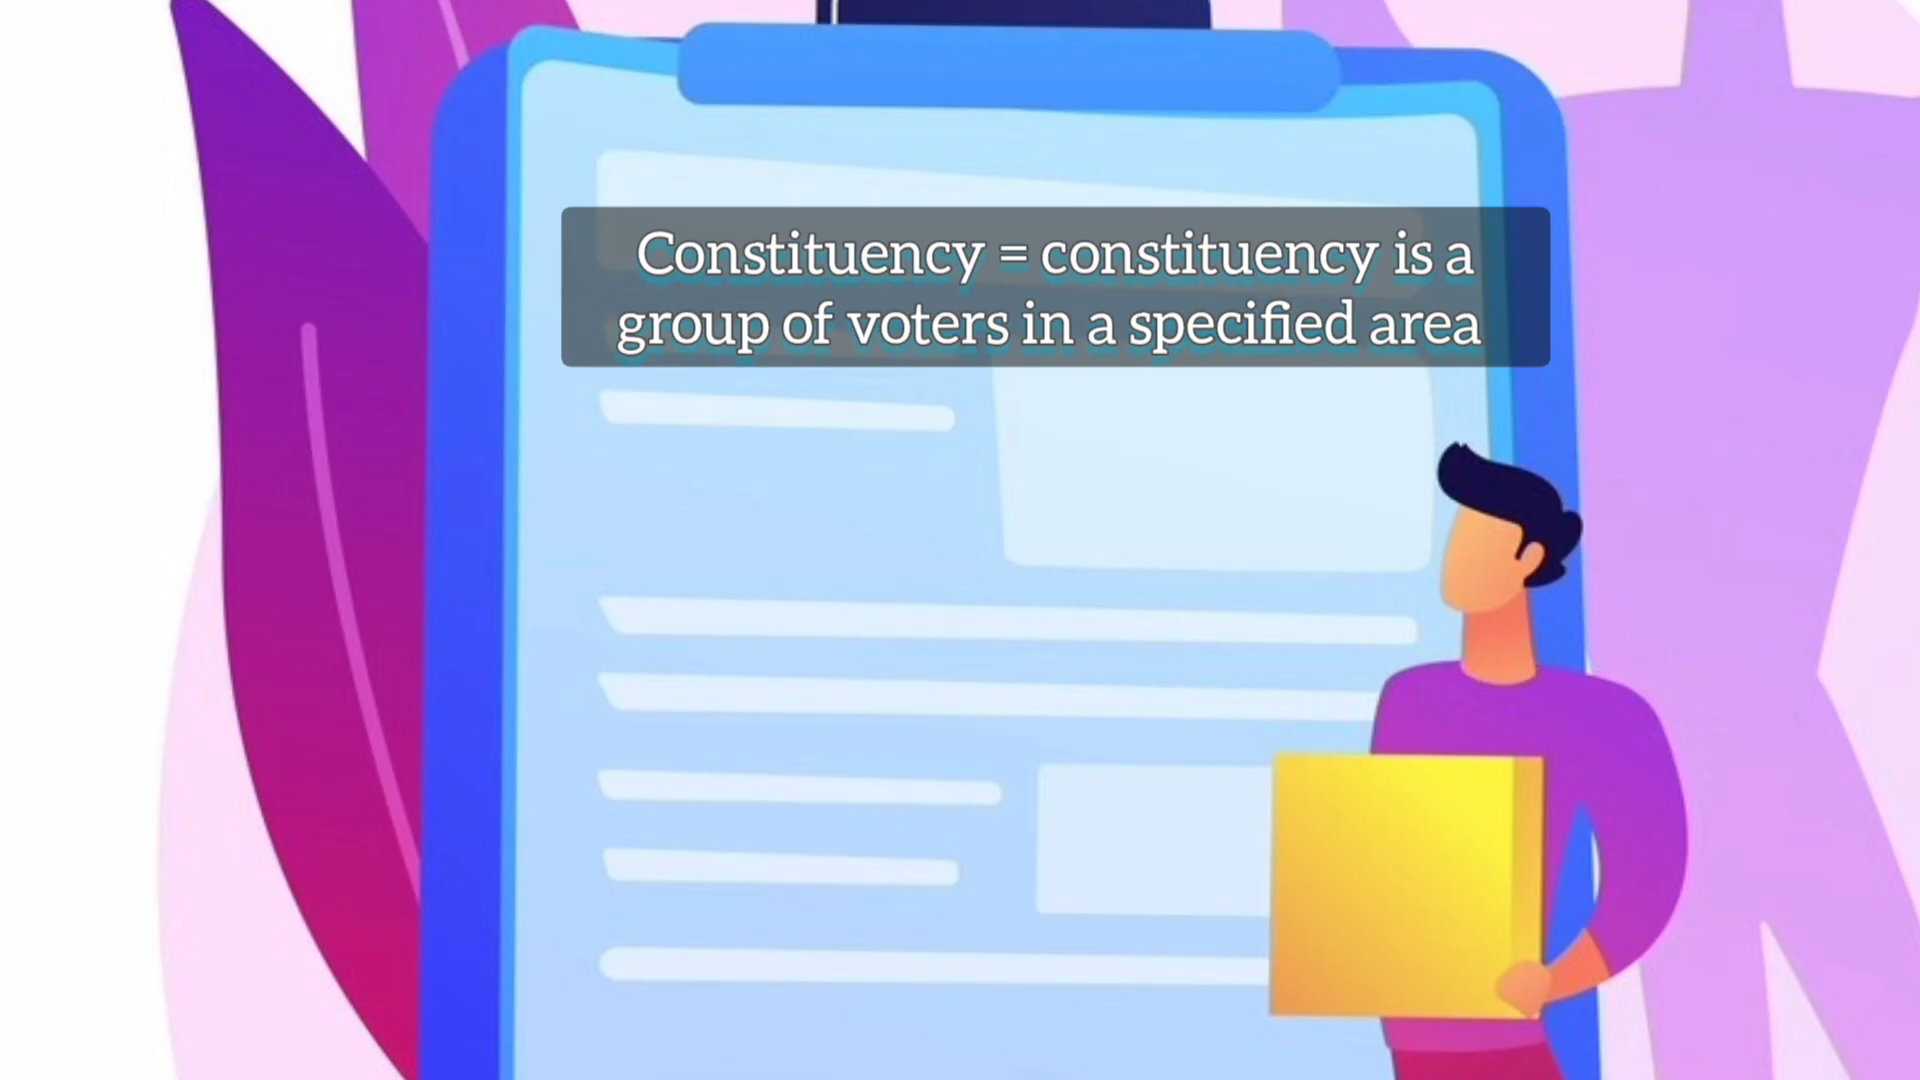 Constituency = constituency is a
group of voters in a specified area